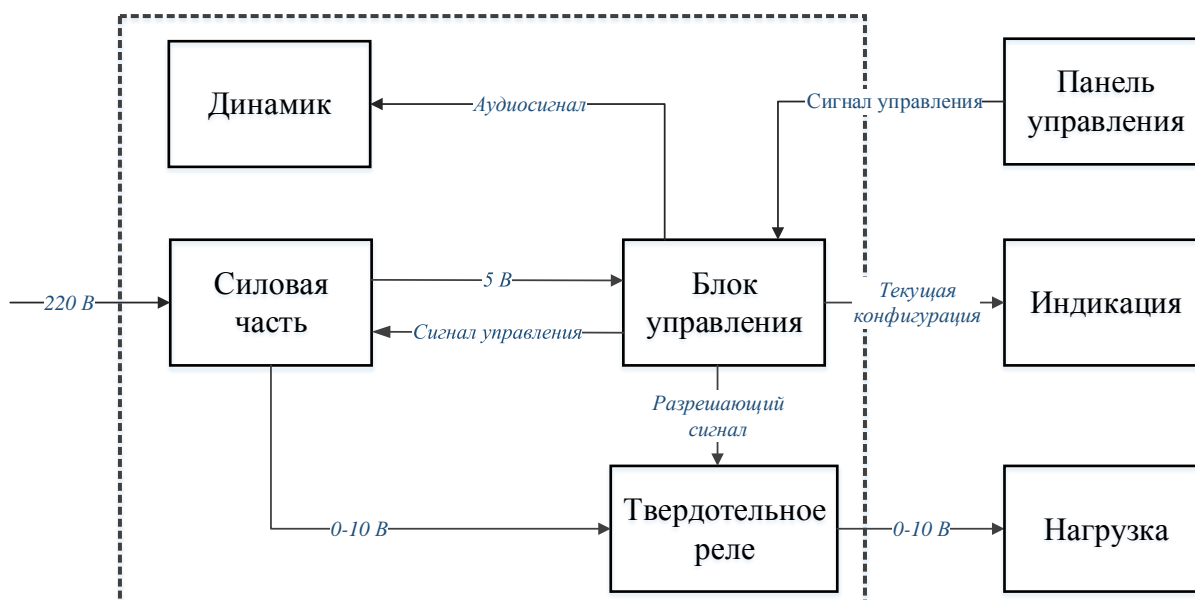 Динамик
Аудиосигнал
Сигнал управления
Панель
управления
220 В
Силовая
часть
5 В
Сигнал управления
Блок
управления
Текущая
конфигурация
Индикация
Разрешающий
сигнал
0-10 В
Твердотельное
реле
0-10 В
Нагрузка